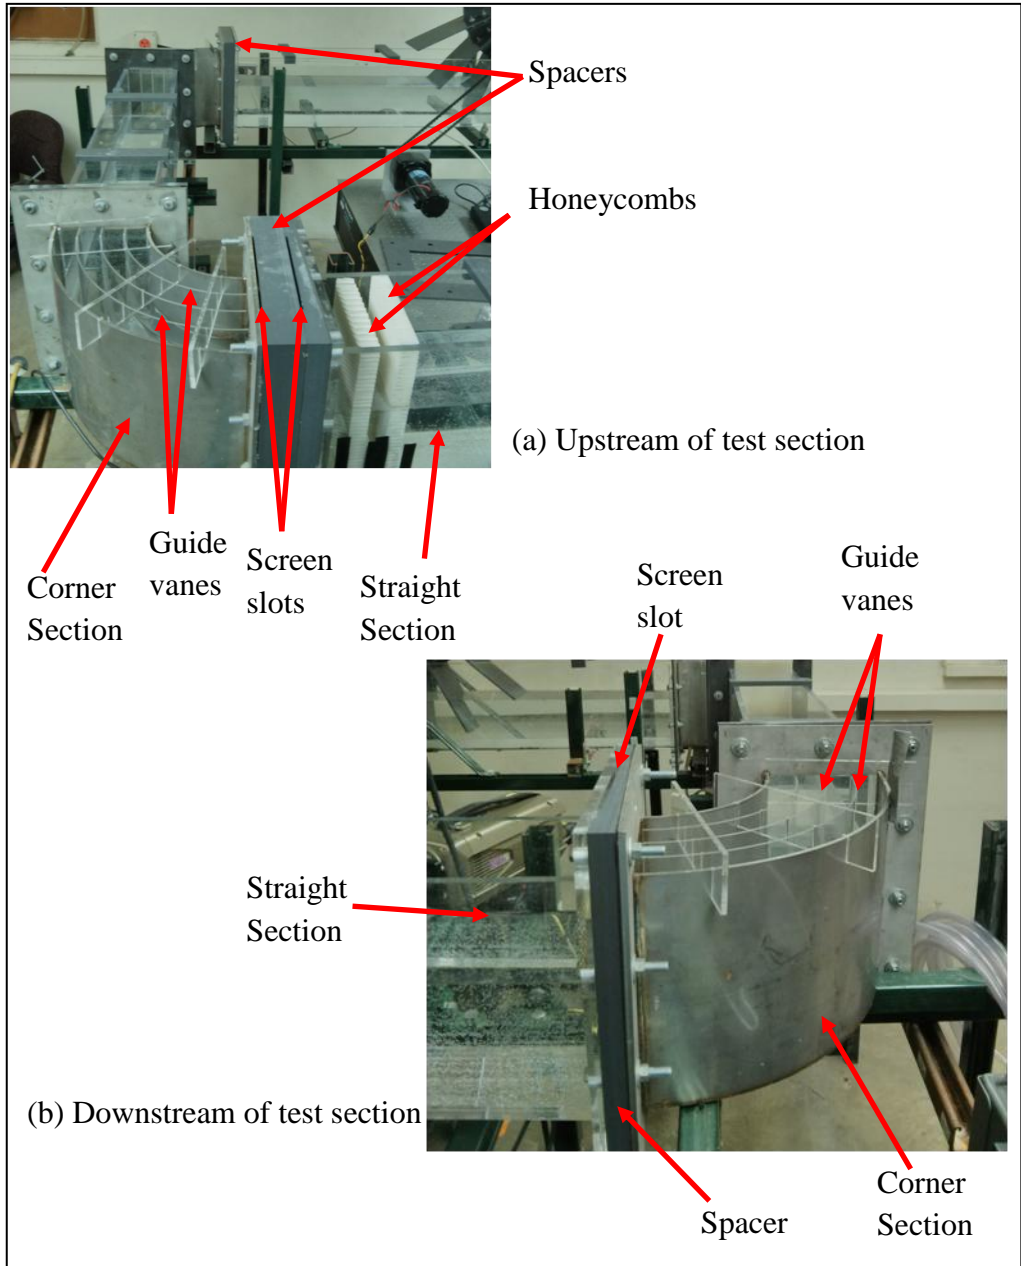 Spacers
Honeycombs
(a) Upstream of test section
Guide
vanes
Screen
slots
Corner
Section
Straight
Section
Screen
slot
Guide
vanes
Straight
Section
(b) Downstream of test section
Spacer
Corner
Section